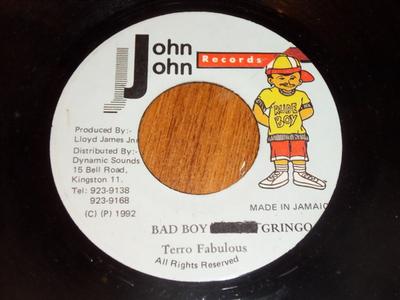 John
John
Records
RUDE
BOY
Produced By:-
Lloyd James Jnr
Distributed By:-
Dynamic Sounds
15 Bell Road,
Kingston 11.
Tel: 923-9138
923-9168
(C) (P) 1992
MADE IN JAMAIC
BAD BOY GRINGO
Terro Fabulous
All Rights Reserved